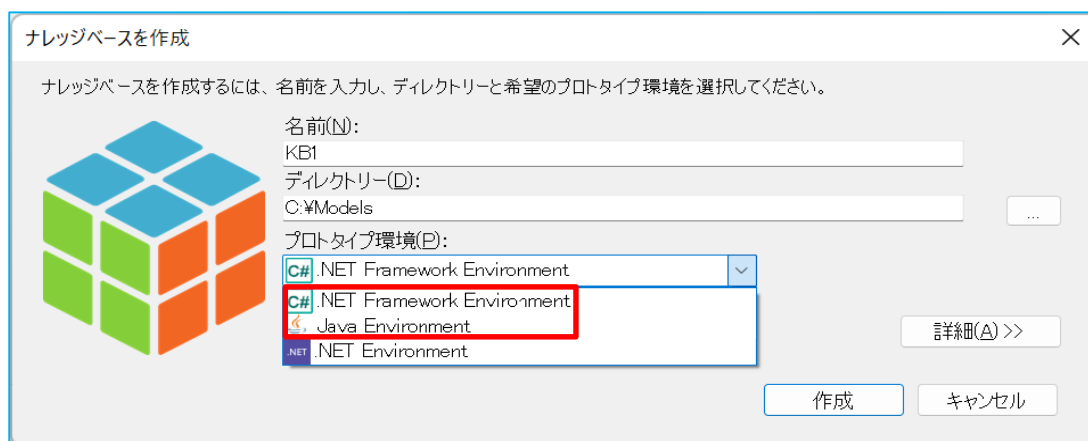 ナレッジベースを作成
ナレッジベースを作成するには、名前を入力し、ディレクトリーと希望のプロトタイプ環境を選択してください。
名前(N):
KB1
ディレクトリー(D):
C:¥Models
...
プロトタイプ環境(P):
C# .NET Framework Environment
C# .NET Framework Environment
Java Environment
.NET .NET Environment
詳細(A) >>
作成
キャンセル